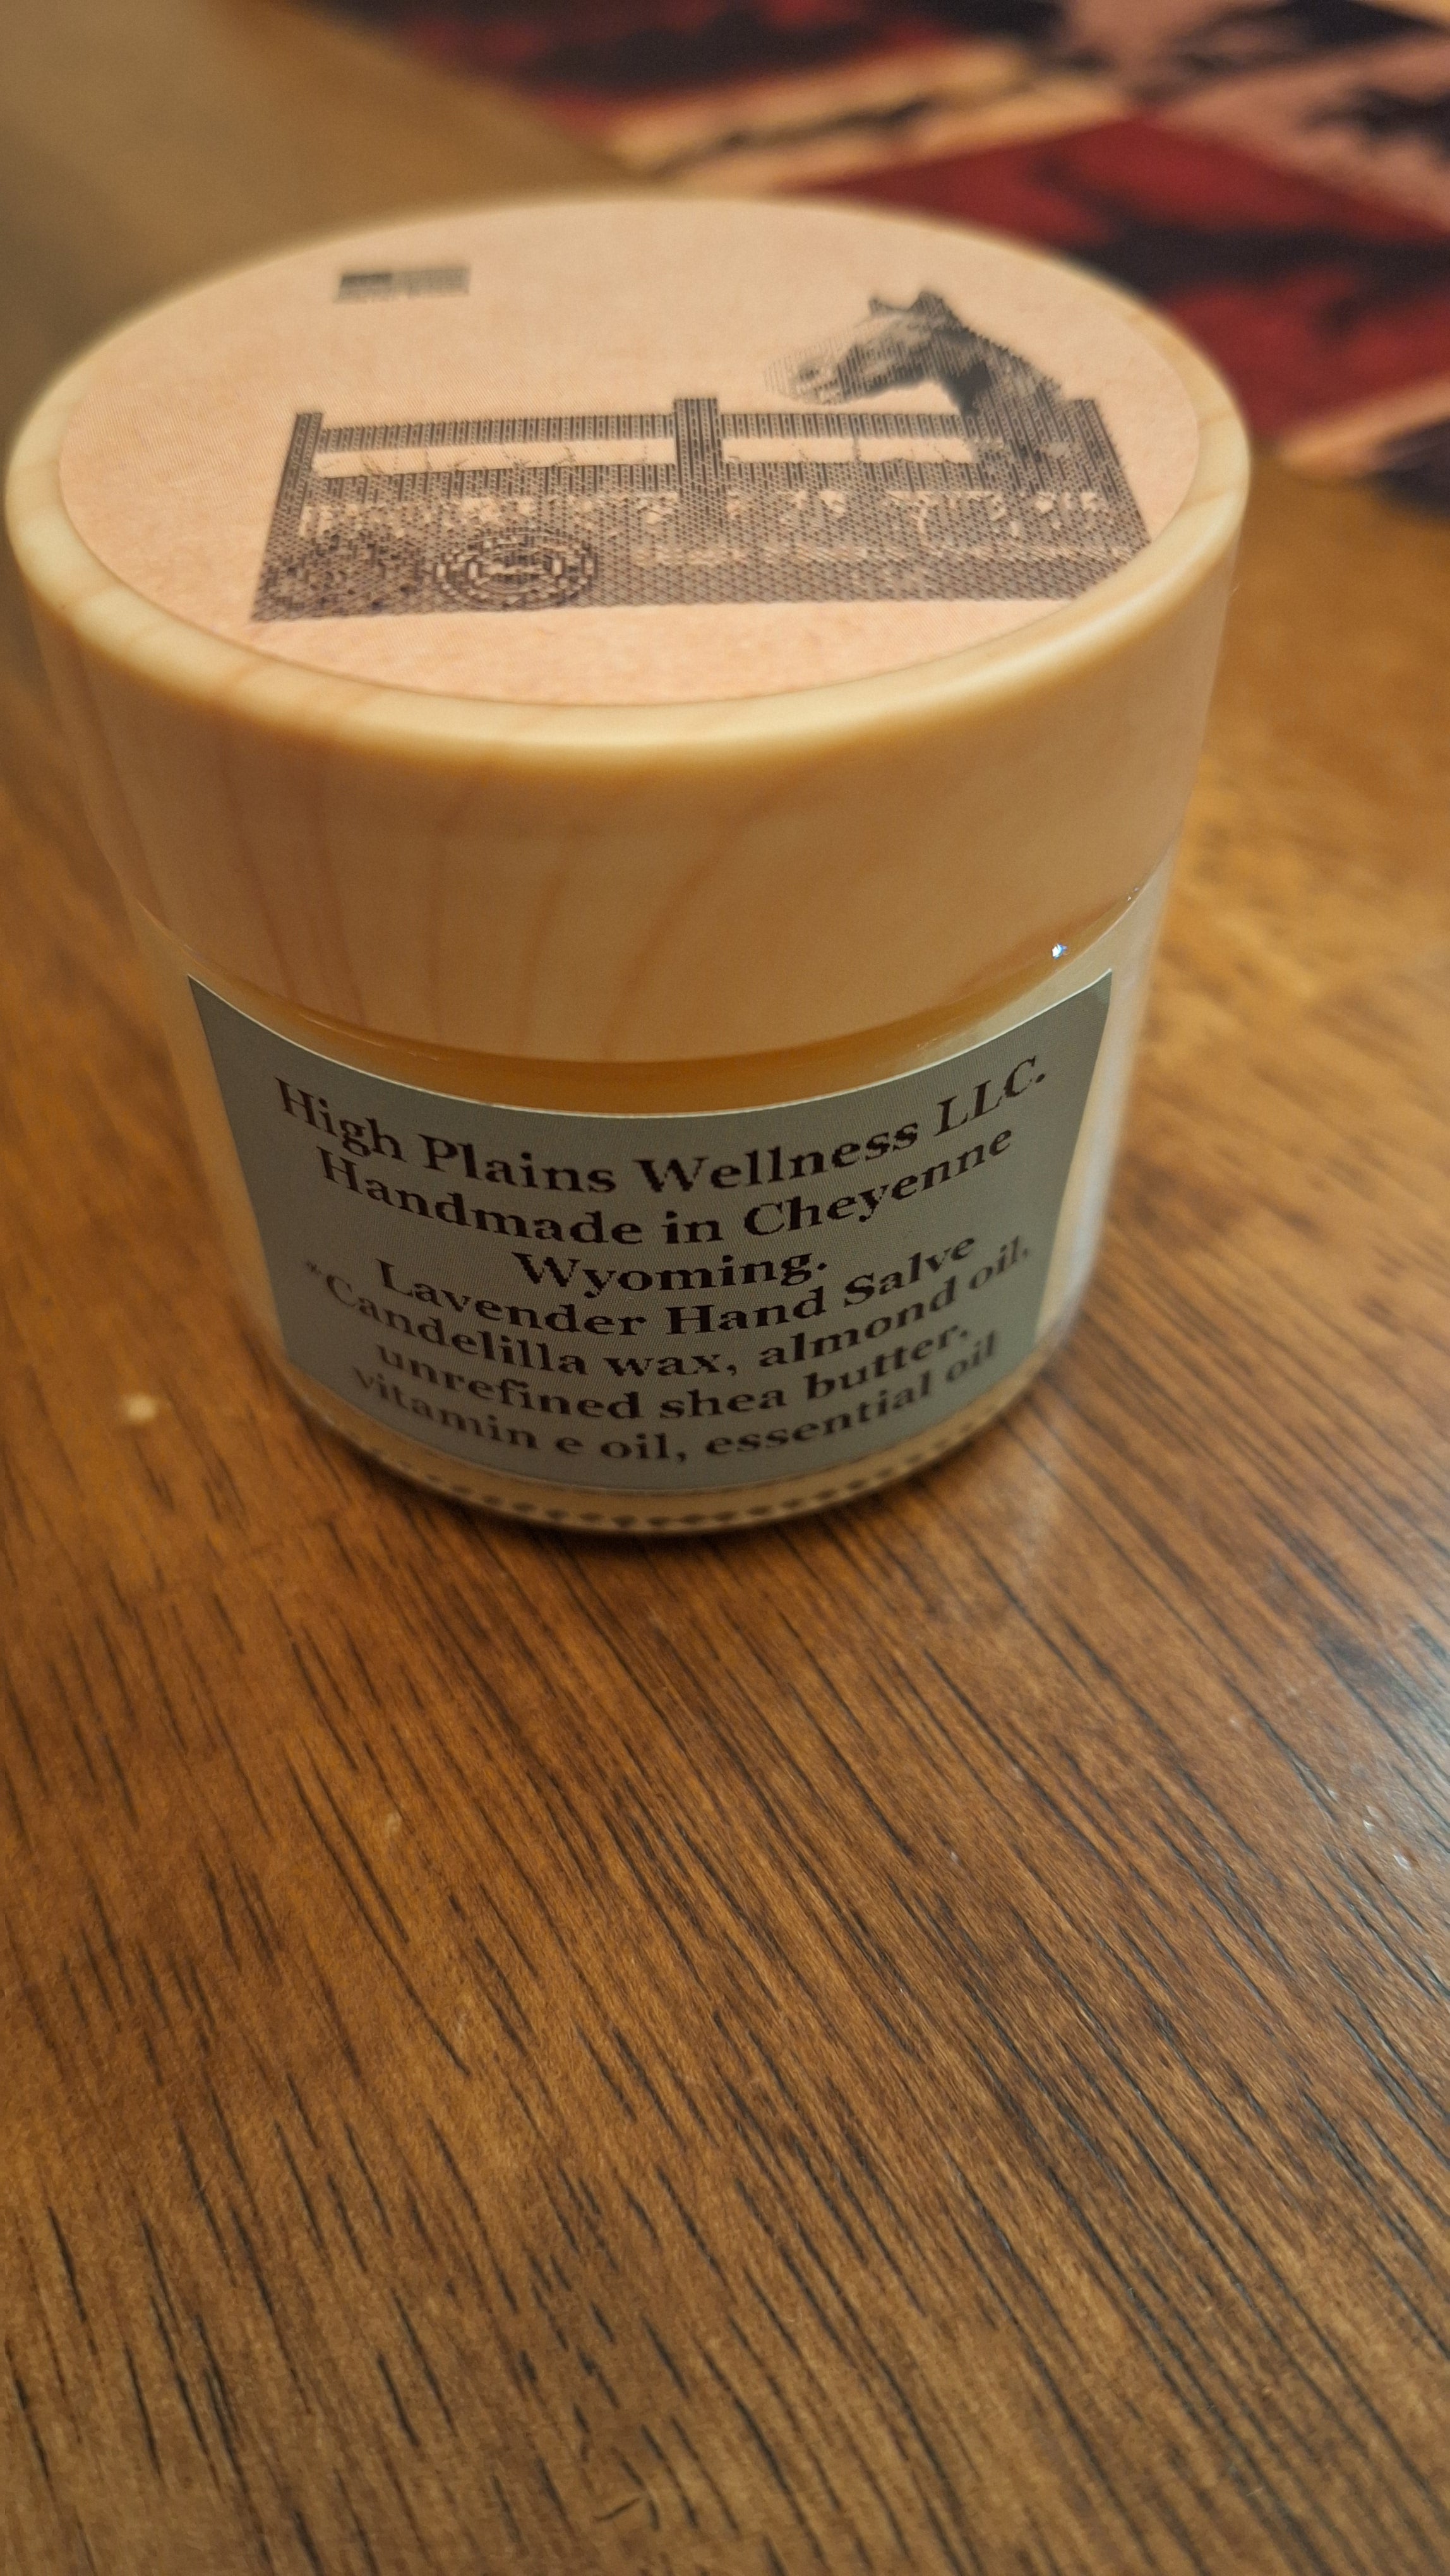 High Plains Wellness LLC.
Handmade in Cheyenne
Wyoming.
Lavender Hand Salve
*Candelilla wax, almond oil,
unrefined shea butter,
vitamin e oil, essential oil